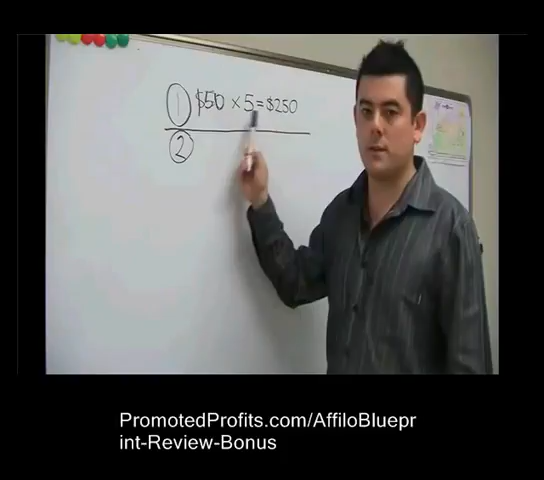 1 $50 × 5 = $250
2
PromotedProfits.com/AffiloBluepr
int-Review-Bonus